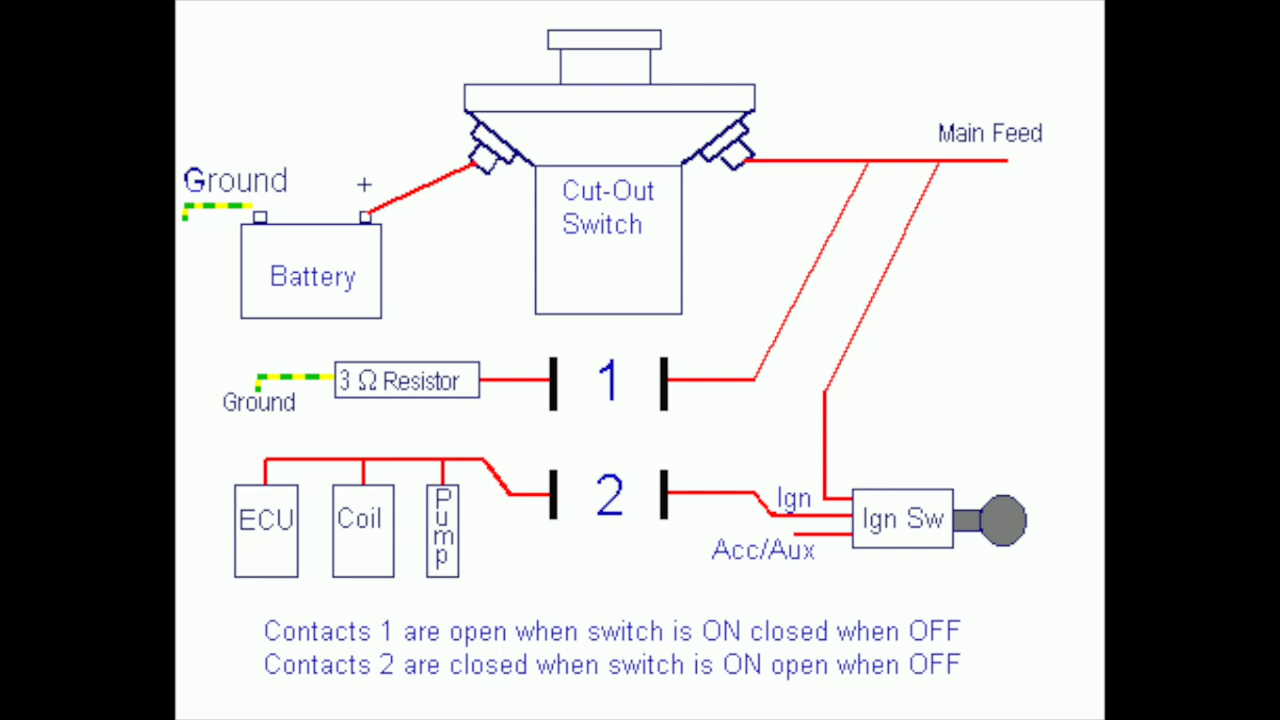 Main Feed
Ground
+
Cut-Out
Switch
Battery
3 Ω Resistor
1
Ground
2
Ign
ECU
Coil
Pump
Ign Sw
Acc/Aux
Contacts 1 are open when switch is ON closed when OFF
Contacts 2 are closed when switch is ON open when OFF